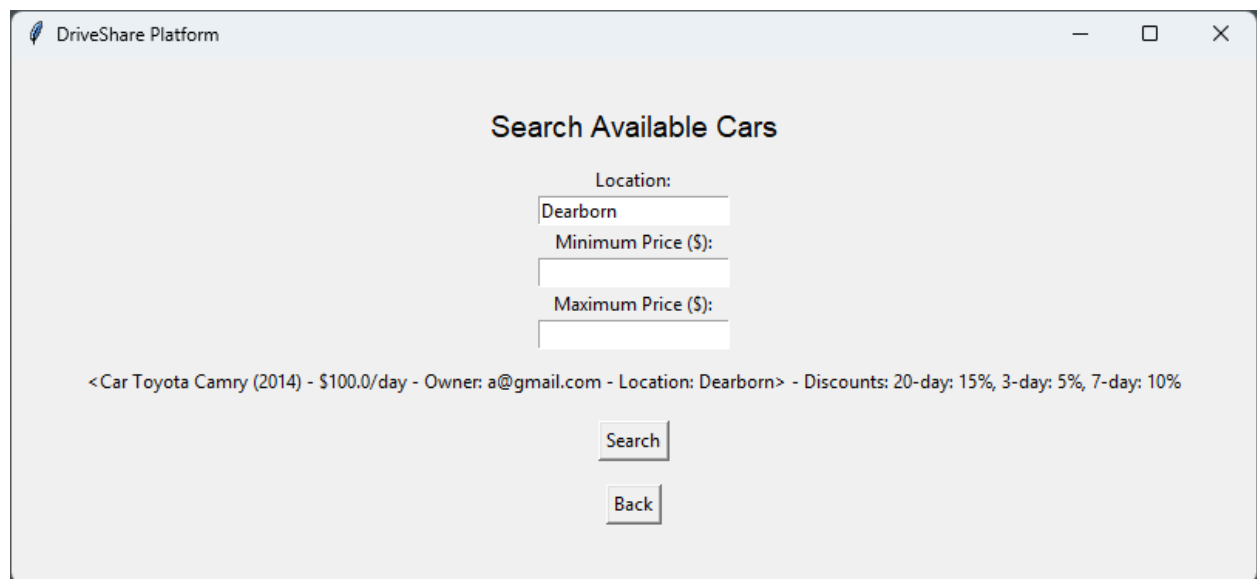 DriveShare Platform
Search Available Cars
Location:
Dearborn
Minimum Price ($):
Maximum Price ($):
<Car Toyota Camry (2014) - $100.0/day - Owner: a@gmail.com - Location: Dearborn> - Discounts: 20-day: 15%, 3-day: 5%, 7-day: 10%
Search
Back